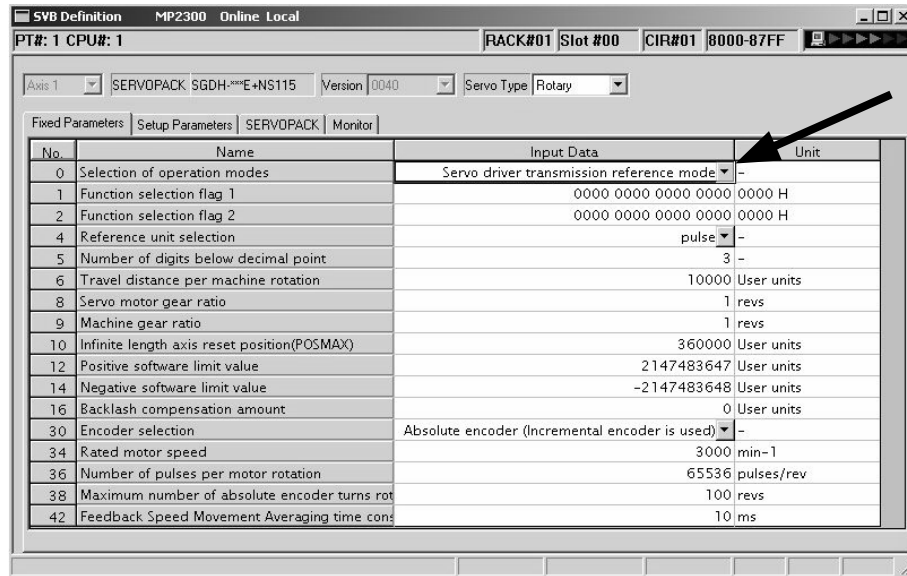 SVB Definition MP2300 Online Local
PT#: 1 CPU#: 1 RACK#01 Slot #00 CIR#01 8000-87FF
Axis 1 SERVOPACK SGDH-***E+NS115 Version 0040 Servo Type Rotary
Fixed Parameters Setup Parameters SERVOPACK Monitor
No. Name Input Data Unit
0 Selection of operation modes Servo driver transmission reference mode -
1 Function selection flag 1 0000 0000 0000 0000 0000 H
2 Function selection flag 2 0000 0000 0000 0000 0000 H
4 Reference unit selection pulse -
5 Number of digits below decimal point 3 -
6 Travel distance per machine rotation 10000 User units
8 Servo motor gear ratio 1 revs
9 Machine gear ratio 1 revs
10 Infinite length axis reset position(POSMAX) 360000 User units
12 Positive software limit value 2147483647 User units
14 Negative software limit value -2147483648 User units
16 Backlash compensation amount 0 User units
30 Encoder selection Absolute encoder (Incremental encoder is used) -
34 Rated motor speed 3000 min-1
36 Number of pulses per motor rotation 65536 pulses/rev
38 Maximum number of absolute encoder turns rot 100 revs
42 Feedback Speed Movement Averaging time cons 10 ms